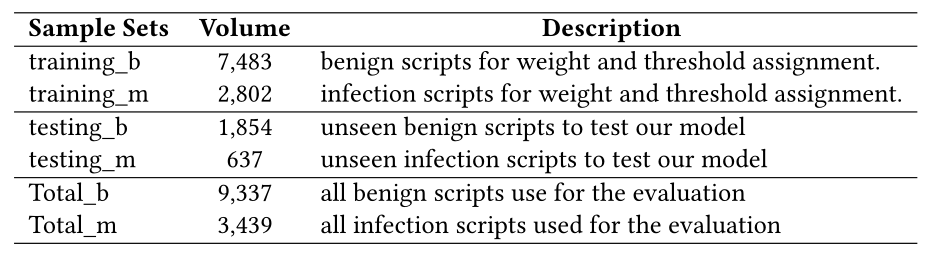 Sample Sets Volume Description
training_b 7,483 benign scripts for weight and threshold assignment.
training_m 2,802 infection scripts for weight and threshold assignment.
testing_b 1,854 unseen benign scripts to test our model
testing_m 637 unseen infection scripts to test our model
Total_b 9,337 all benign scripts use for the evaluation
Total_m 3,439 all infection scripts used for the evaluation